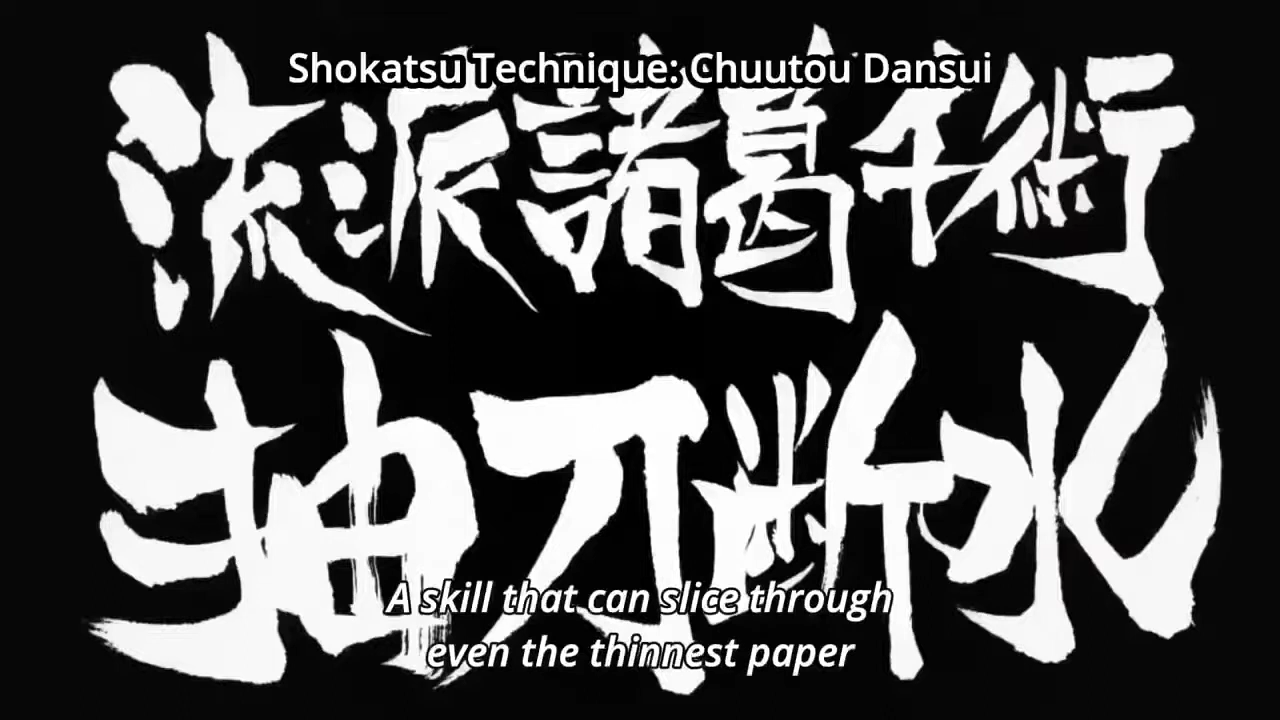 Shokatsu Technique: Chuutou Dansui
流派諸葛千術
抽刀断水
A skill that can slice through
even the thinnest paper